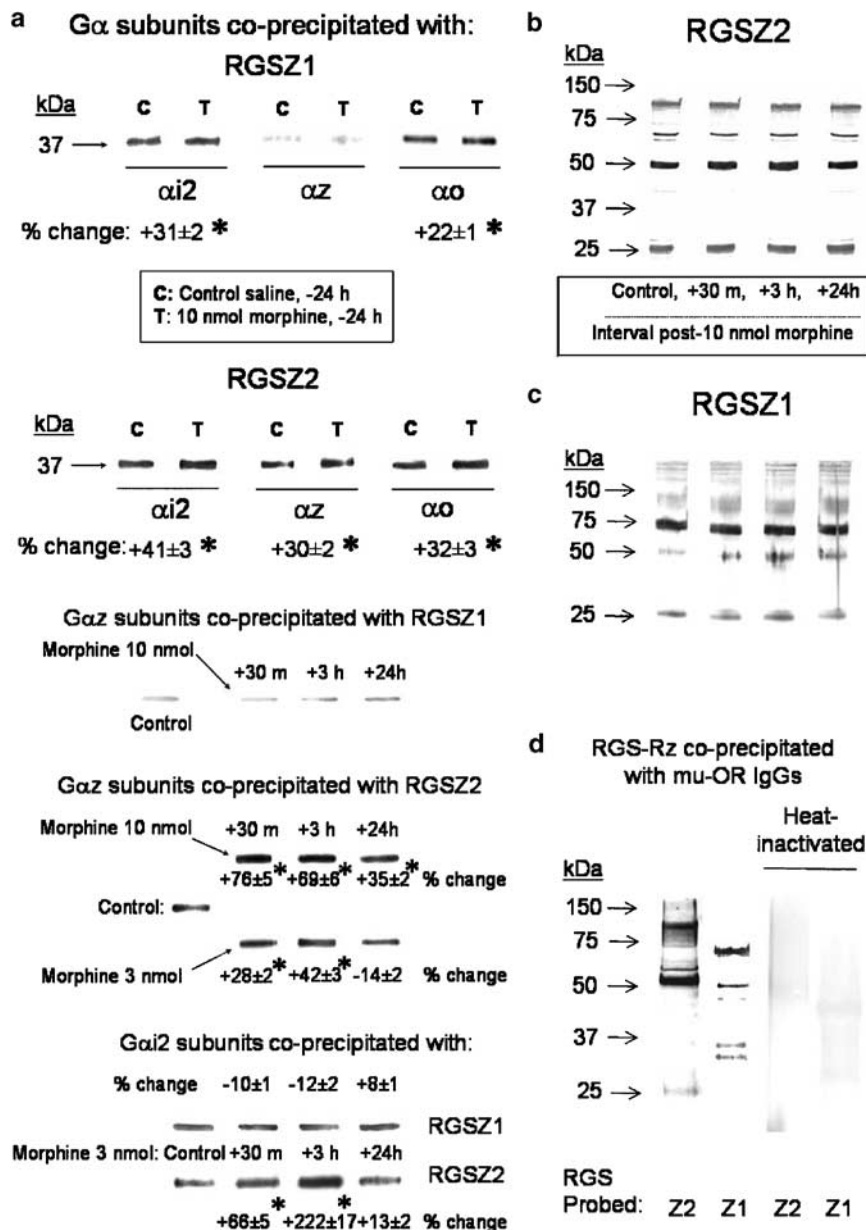 a
Gα subunits co-precipitated with:
RGSZ1
kDa C T C T C T
37
αi2 αz αo
% change: +31±2 * +22±1 *
C: Control saline, -24 h
T: 10 nmol morphine, -24 h
RGSZ2
kDa C T C T C T
37
αi2 αz αo
% change: +41±3 * +30±2 * +32±3 *
Gαz subunits co-precipitated with RGSZ1
Morphine 10 nmol
+30 m +3 h +24h
Control
Gαz subunits co-precipitated with RGSZ2
Morphine 10 nmol +30 m +3 h +24h
+76±5* +69±6* +35±2* % change
Control:
Morphine 3 nmol +28±2* +42±3* -14±2 % change
Gαi2 subunits co-precipitated with:
% change -10±1 -12±2 +8±1
RGSZ1
Morphine 3 nmol: Control +30 m +3 h +24h
RGSZ2
* *
+66±5 +222±17 +13±2 % change
b
RGSZ2
kDa
150
75
50
37
25
Control, +30 m, +3 h, +24h
Interval post-10 nmol morphine
c
RGSZ1
kDa
150
75
50
25
d
RGS-Rz co-precipitated
with mu-OR IgGs
Heat-
inactivated
kDa
150
75
50
37
25
RGS
Probed: Z2 Z1 Z2 Z1